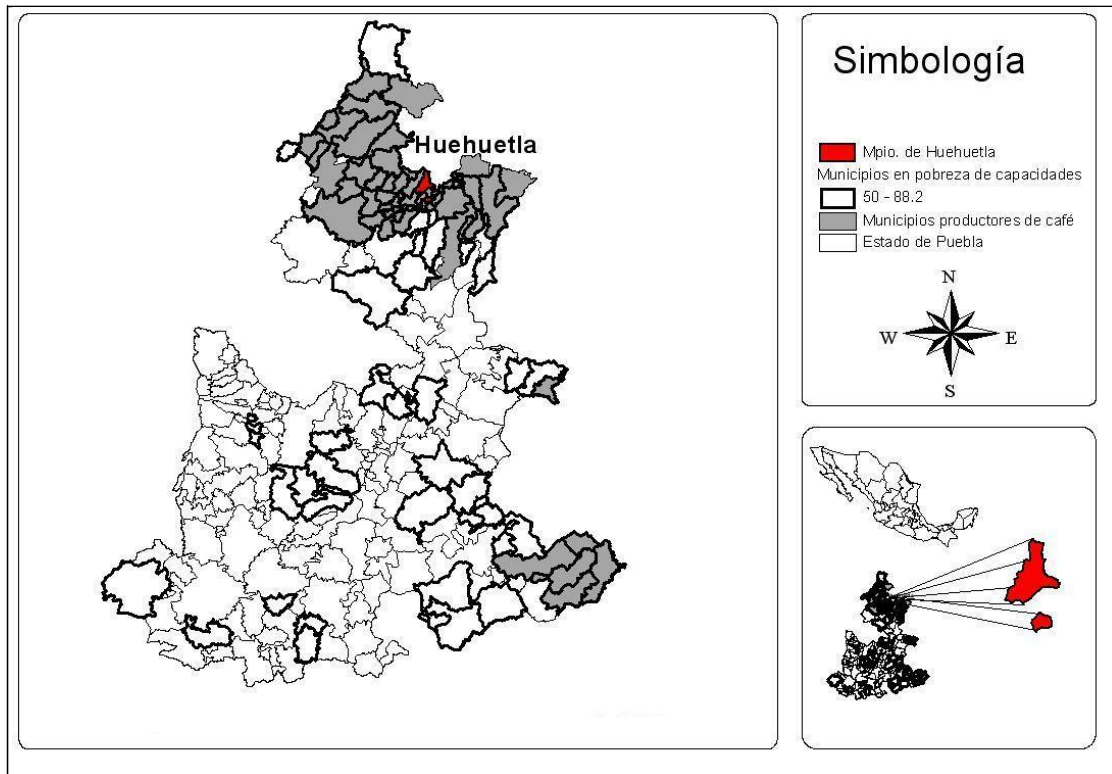 Huehuetla
Simbología
Mpio. de Huehuetla
Municipios en pobreza de capacidades
50 - 88.2
Municipios productores de café
Estado de Puebla
N
W
E
S